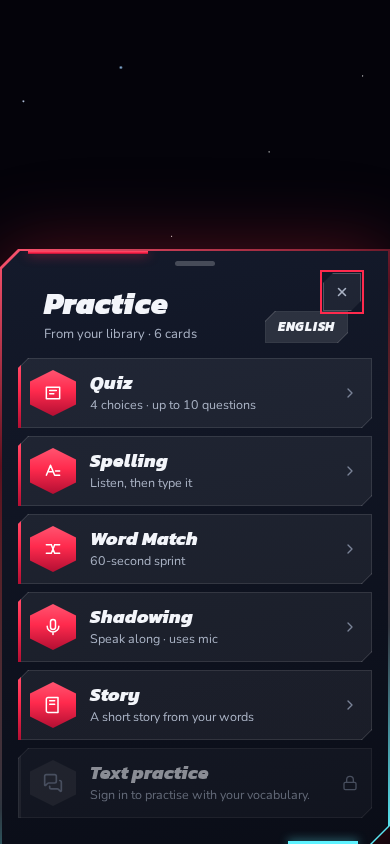 Practice
From your library · 6 cards
ENGLISH
Quiz
4 choices · up to 10 questions
Spelling
Listen, then type it
Word Match
60-second sprint
Shadowing
Speak along · uses mic
Story
A short story from your words
Text practice
Sign in to practise with your vocabulary.